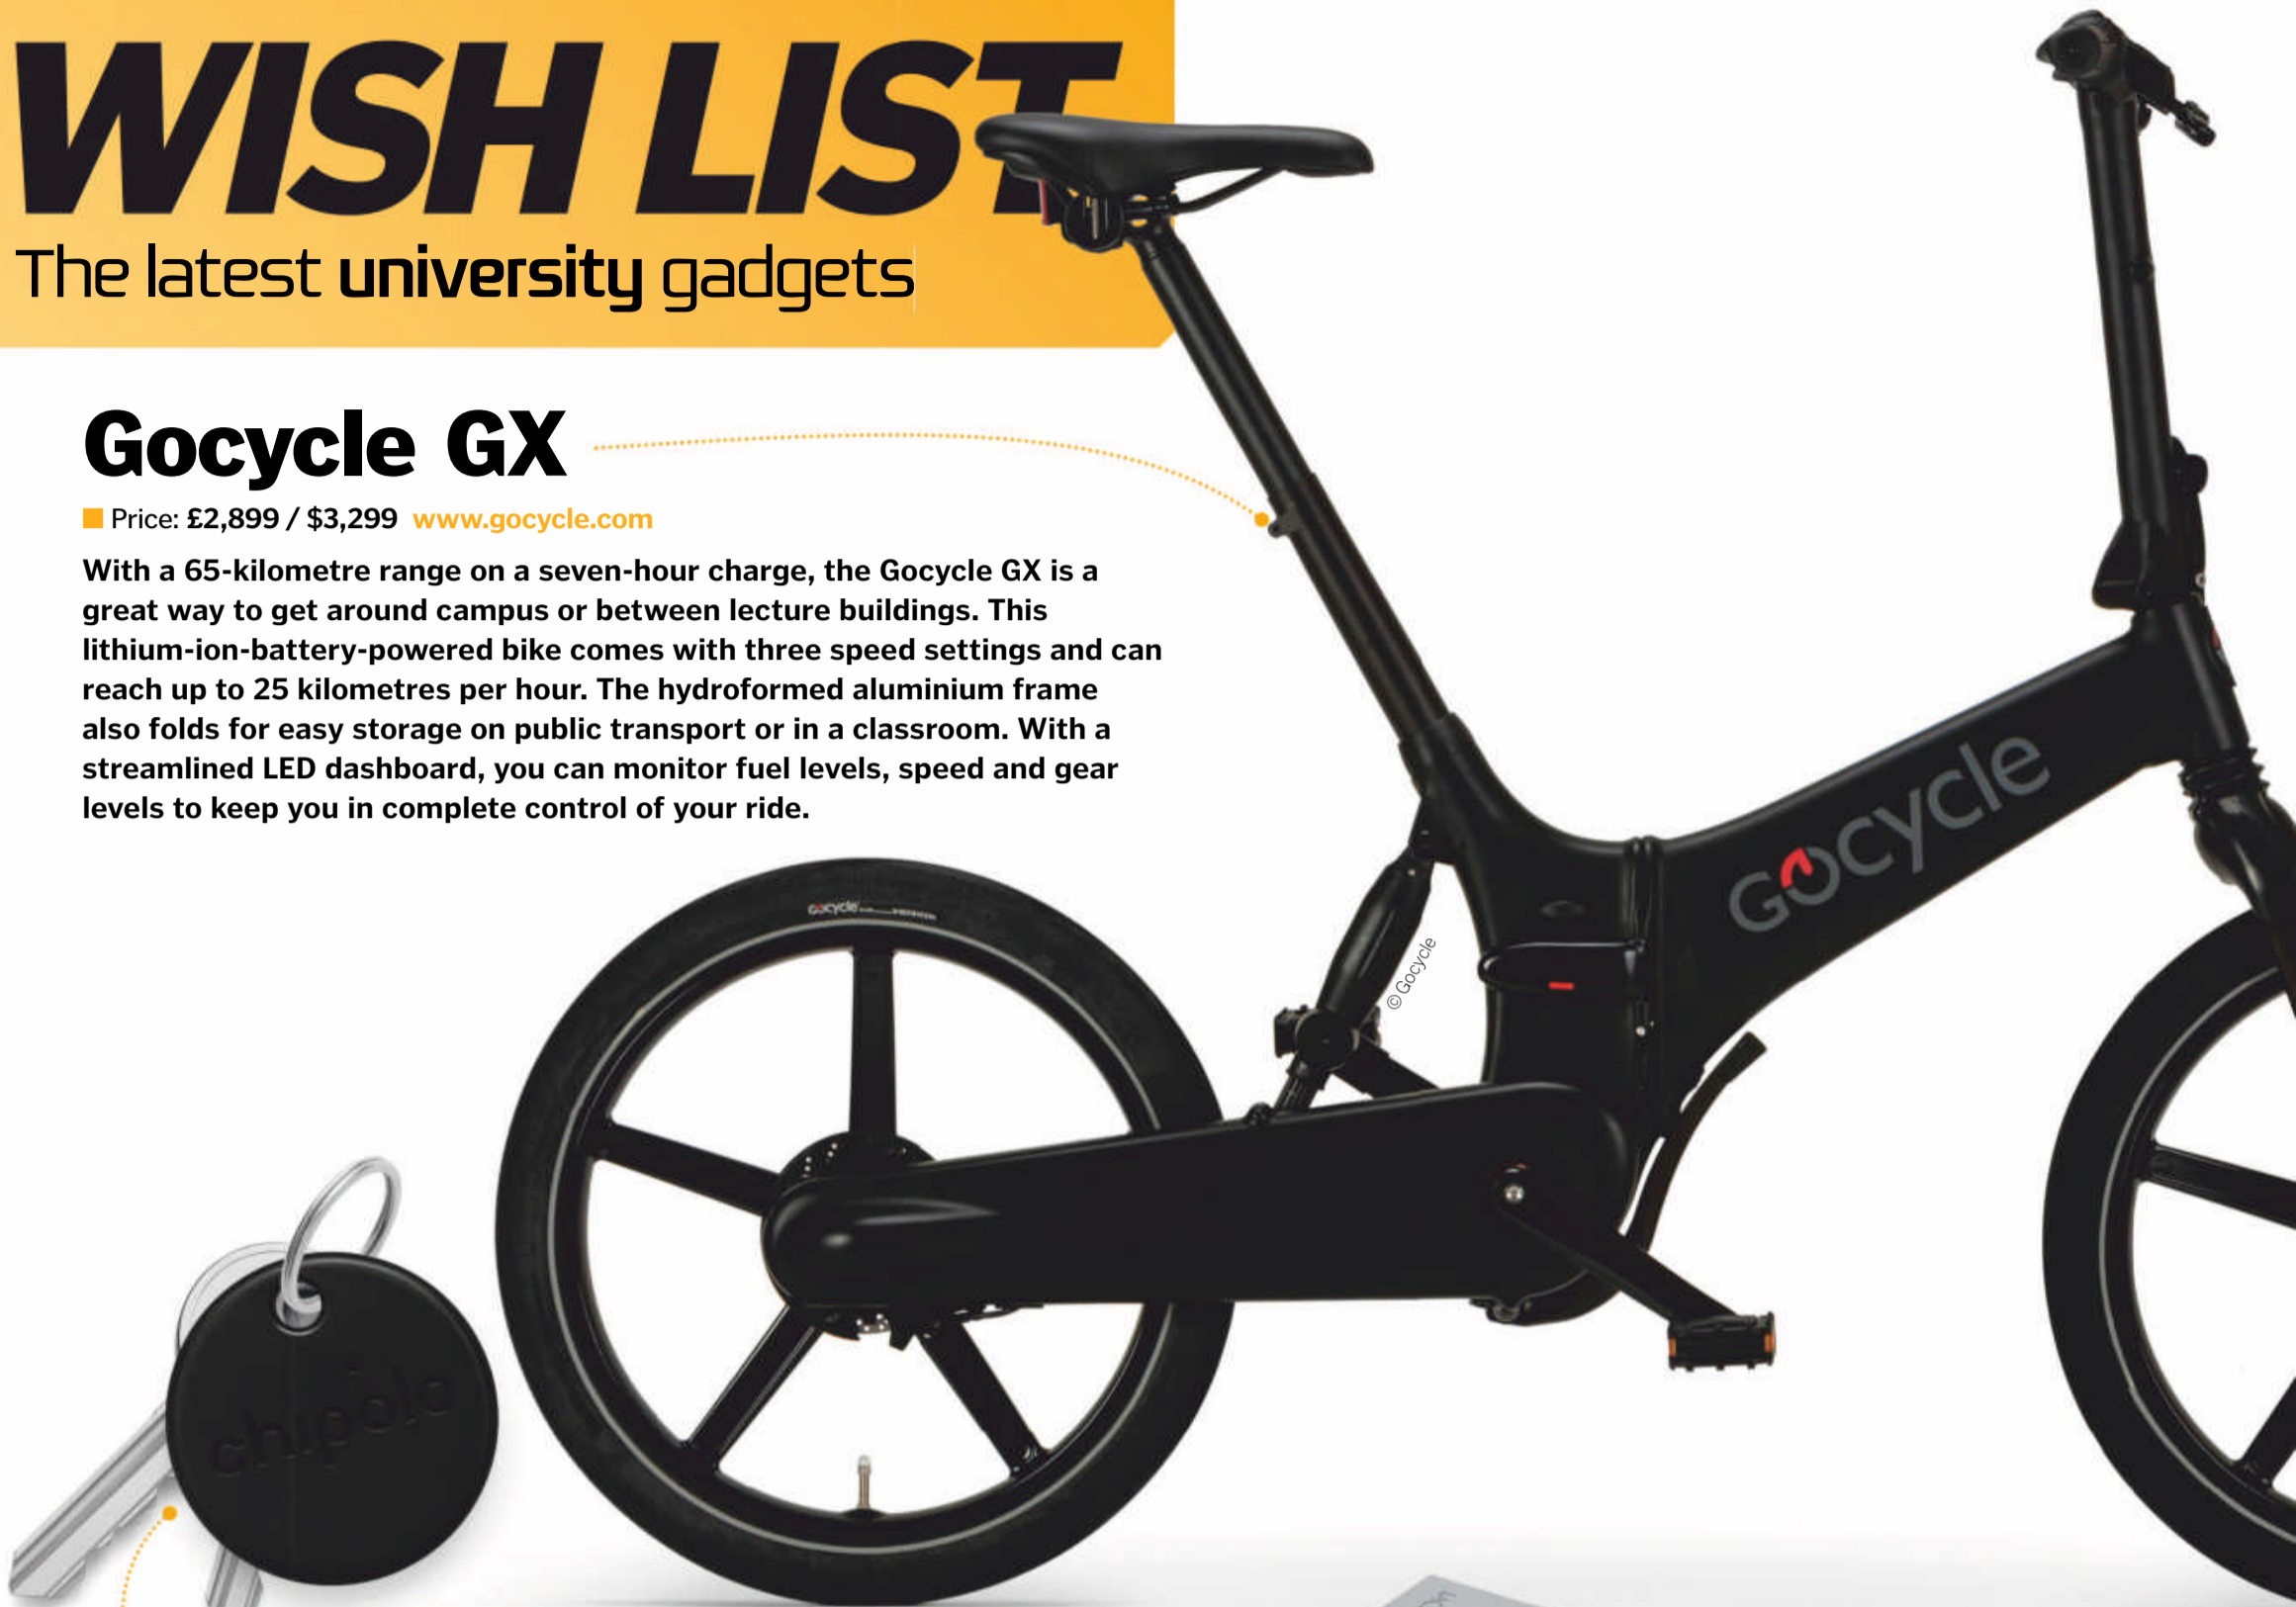 WISH LIST
The latest university gadgets
Gocycle GX
Price: £2,899 / $3,299 www.gocycle.com
With a 65-kilometre range on a seven-hour charge, the Gocycle GX is a
great way to get around campus or between lecture buildings. This
lithium-ion-battery-powered bike comes with three speed settings and can
reach up to 25 kilometres per hour. The hydroformed aluminium frame
also folds for easy storage on public transport or in a classroom. With a
streamlined LED dashboard, you can monitor fuel levels, speed and gear
levels to keep you in complete control of your ride.
GOCYCLE
gocycle
© Gocycle
chipolo